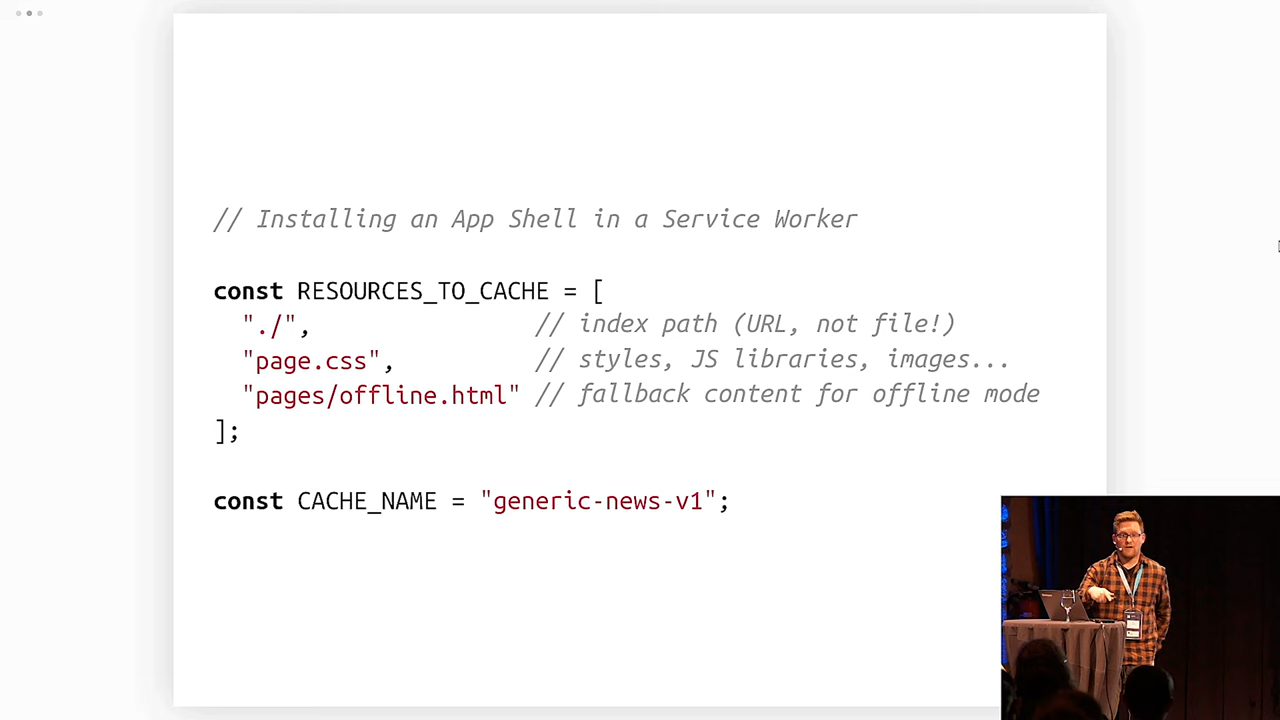 // Installing an App Shell in a Service Worker
const RESOURCES_TO_CACHE = [
"./", // index path (URL, not file!)
"page.css", // styles, JS libraries, images...
"pages/offline.html" // fallback content for offline mode
];
const CACHE_NAME = "generic-news-v1";